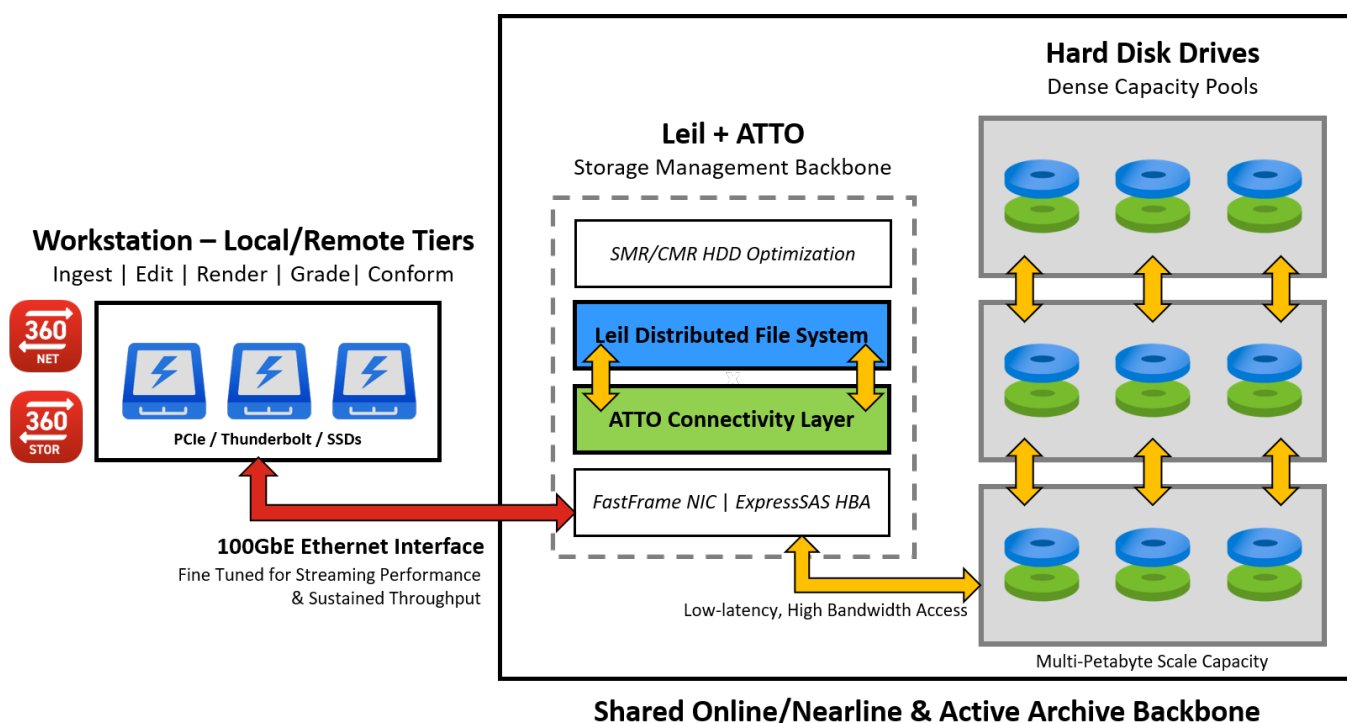 Hard Disk Drives
Dense Capacity Pools
Leil + ATTO
Storage Management Backbone
SMR/CMR HDD Optimization
Leil Distributed File System
ATTO Connectivity Layer
FastFrame NIC | ExpressSAS HBA
Workstation – Local/Remote Tiers
Ingest | Edit | Render | Grade| Conform
360
NET
360
STOR
PCIe / Thunderbolt / SSDs
100GbE Ethernet Interface
Fine Tuned for Streaming Performance
& Sustained Throughput
Low-latency, High Bandwidth Access
Multi-Petabyte Scale Capacity
Shared Online/Nearline & Active Archive Backbone